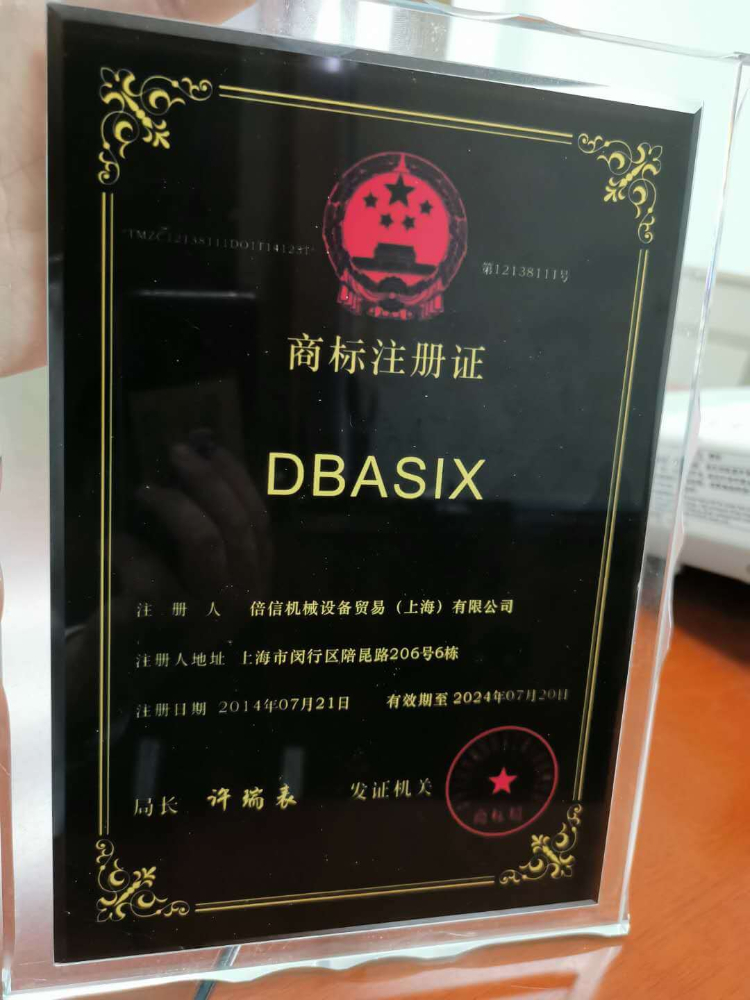 "TMZC12138111D01T14123T"
第12138111号
商标注册证
DBASIX
注 册 人 倍信机械设备贸易（上海）有限公司
注册人地址 上海市闵行区陪昆路206号6栋
注册日期 2014年07月21日 有效期至 2024年07月20日
局长 许瑞表 发证机关
商标局